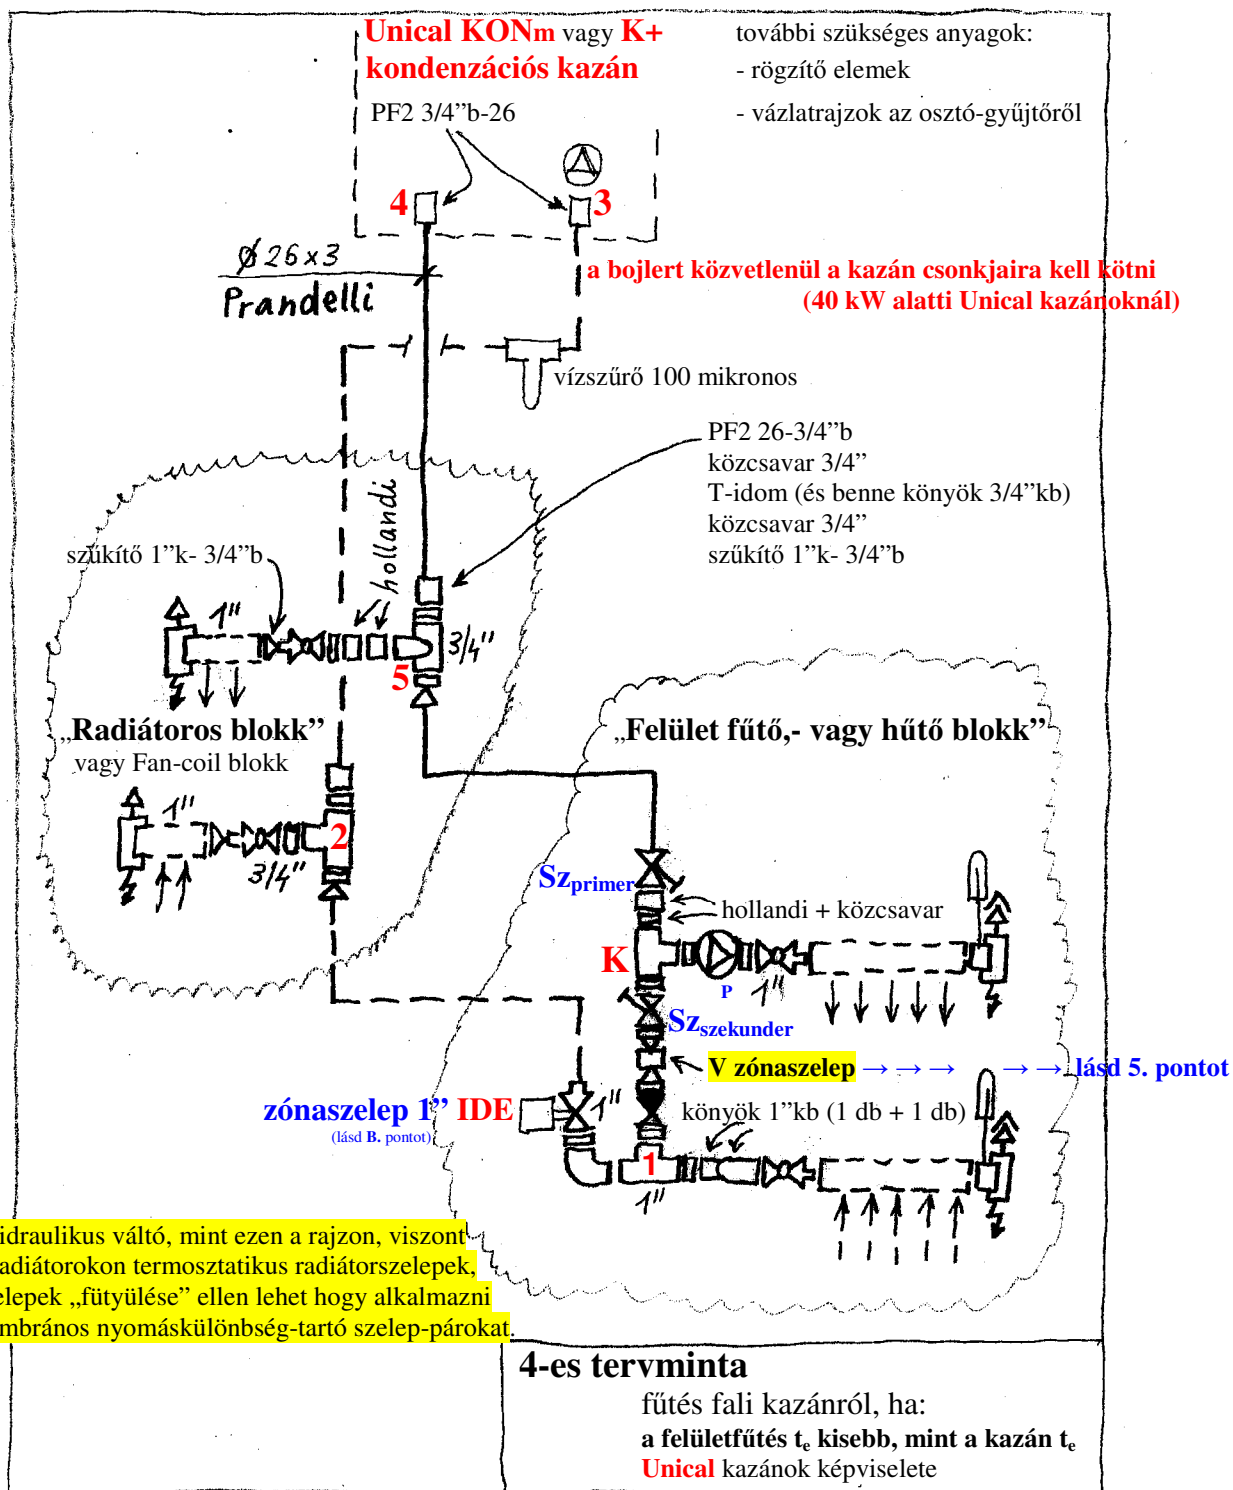 Unical KONm vagy K+
kondenzációs kazán
PF2 3/4”b-26
további szükséges anyagok:
- rögzítő elemek
- vázlatrajzok az osztó-gyűjtőről
4
3
Ø 26x3
Prandelli
a bojlert közvetlenül a kazán csonkjaira kell kötni
(40 kW alatti Unical kazánoknál)
vízszűrő 100 mikronos
PF2 26-3/4”b
közcsavar 3/4”
T-idom (és benne könyök 3/4”kb)
közcsavar 3/4”
szűkítő 1”k- 3/4”b
hollandi
szűkítő 1”k- 3/4”b
1"
3/4"
5
„Radiátoros blokk”
vagy Fan-coil blokk
1"
2
3/4"
„Felület fűtő,- vagy hűtő blokk”
Szprimer
hollandi + közcsavar
K
P
1"
Szszekunder
V zónaszelep → → → → → lásd 5. pontot
zónaszelep 1” IDE
(lásd B. pontot)
1"
könyök 1”kb (1 db + 1 db)
1
1"
idraulikus váltó, mint ezen a rajzon, viszont
adiátorokon termosztatikus radiátorszelepek,
elepek „fütyülése” ellen lehet hogy alkalmazni
mbrános nyomáskülönbség-tartó szelep-párokat.
4-es tervminta
fűtés fali kazánról, ha:
a felületfűtés te kisebb, mint a kazán te
Unical kazánok képviselete